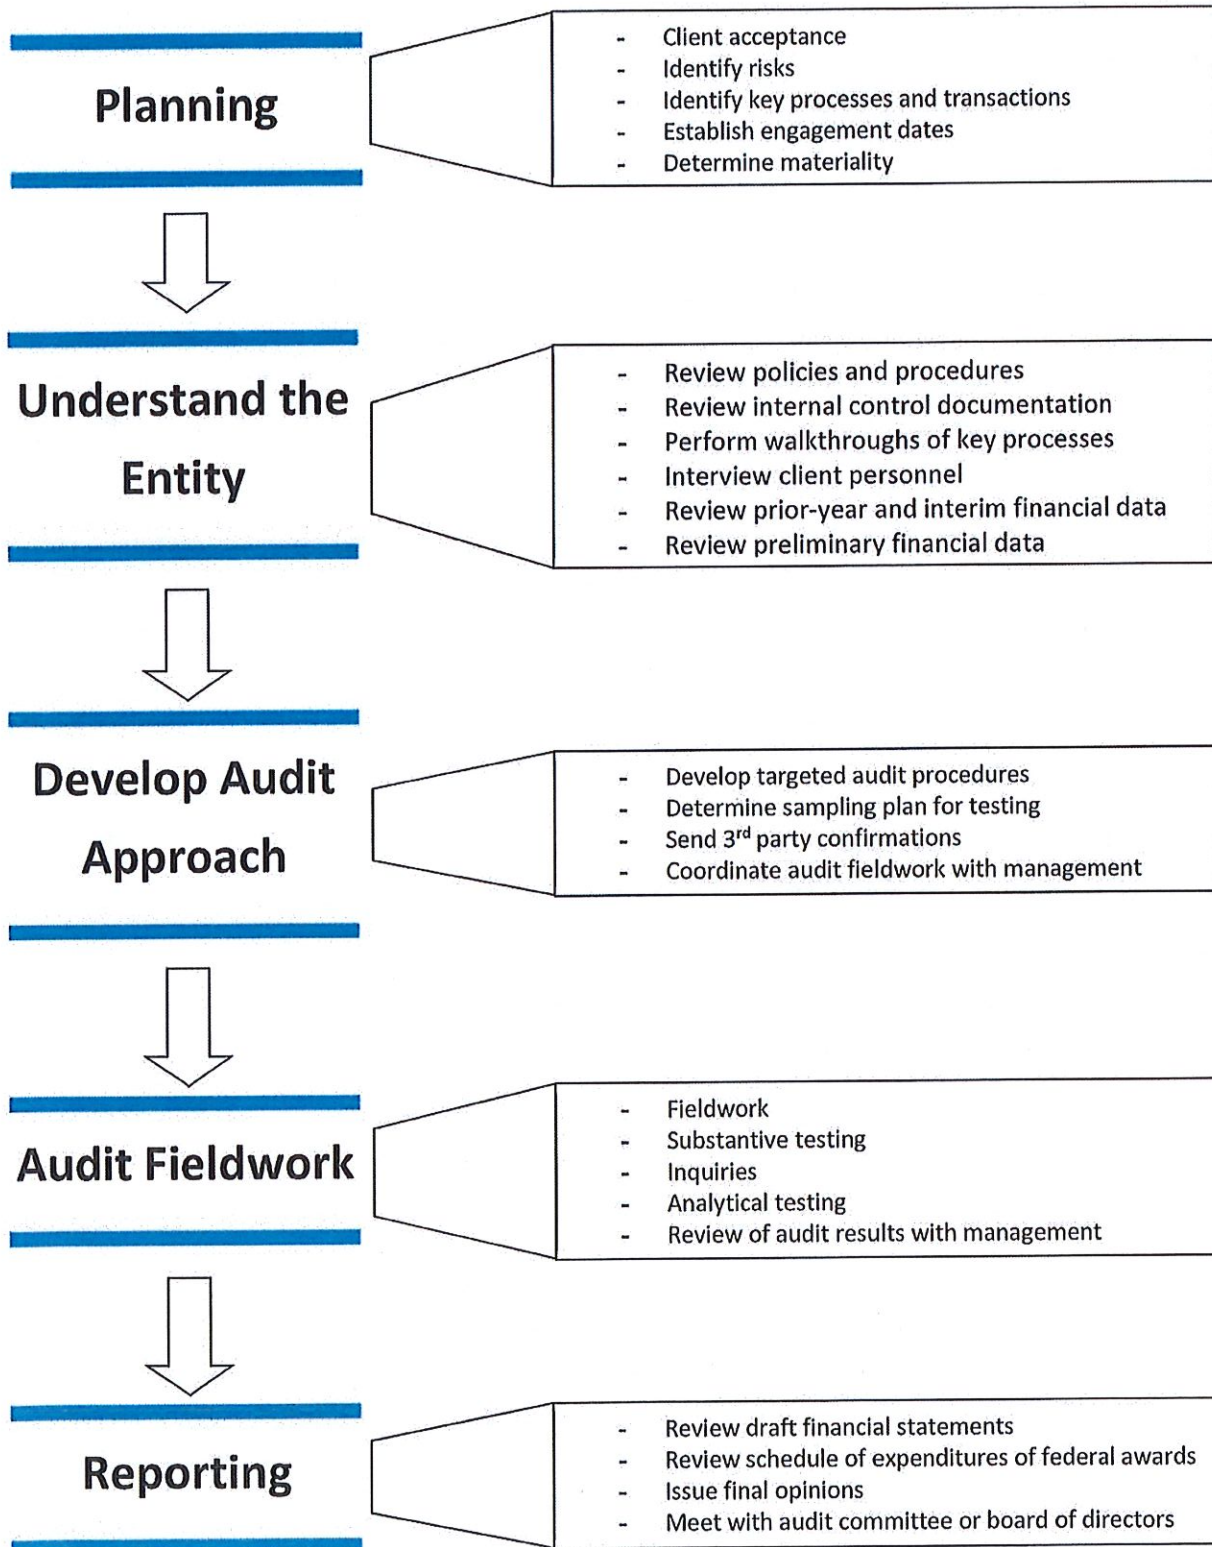 Planning
- Client acceptance
- Identify risks
- Identify key processes and transactions
- Establish engagement dates
- Determine materiality
Understand the
Entity
- Review policies and procedures
- Review internal control documentation
- Perform walkthroughs of key processes
- Interview client personnel
- Review prior-year and interim financial data
- Review preliminary financial data
Develop Audit
Approach
- Develop targeted audit procedures
- Determine sampling plan for testing
- Send 3rd party confirmations
- Coordinate audit fieldwork with management
Audit Fieldwork
- Fieldwork
- Substantive testing
- Inquiries
- Analytical testing
- Review of audit results with management
Reporting
- Review draft financial statements
- Review schedule of expenditures of federal awards
- Issue final opinions
- Meet with audit committee or board of directors